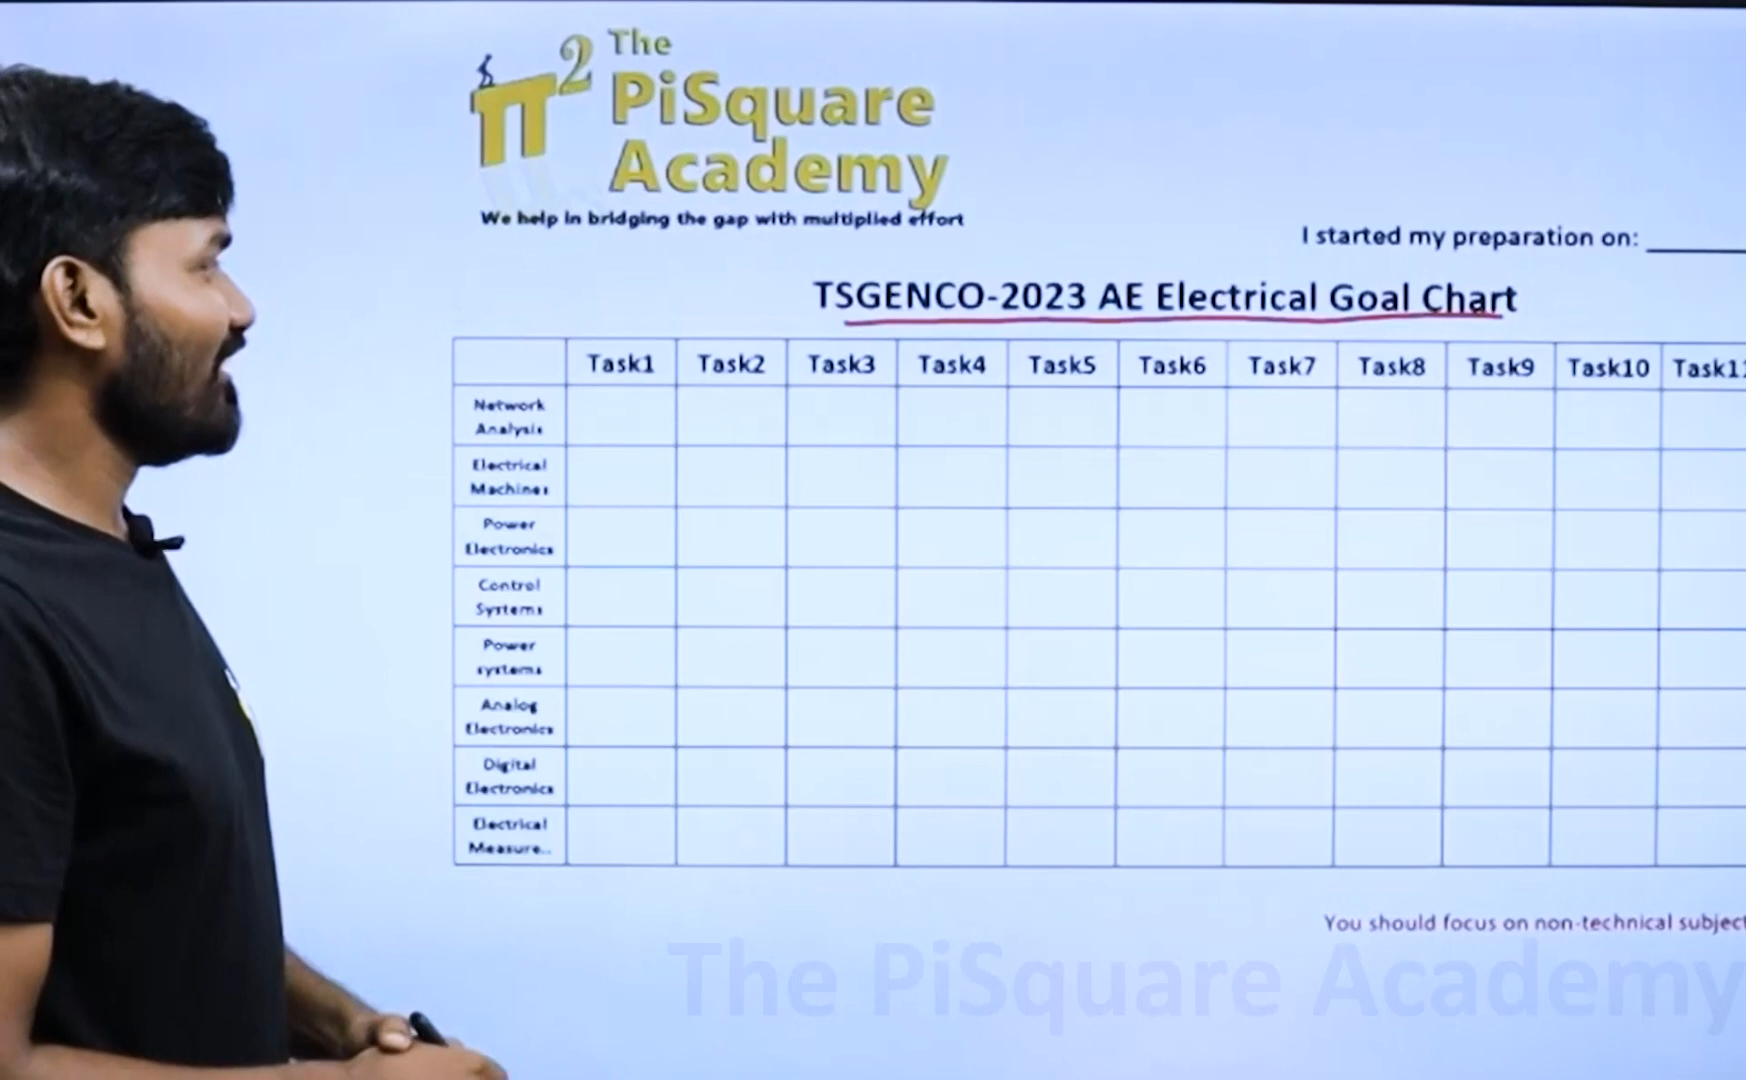 π2 The
PiSquare
Academy
We help in bridging the gap with multiplied effort
I started my preparation on:
TSGENCO-2023 AE Electrical Goal Chart
Task1 Task2 Task3 Task4 Task5 Task6 Task7 Task8 Task9 Task10
Network
Analysis
Electrical
Machines
Power
Electronics
Control
Systems
Power
systems
Analog
Electronics
Digital
Electronics
Electrical
Measure..
You should focus on non-technical subject
The PiSquare Academy